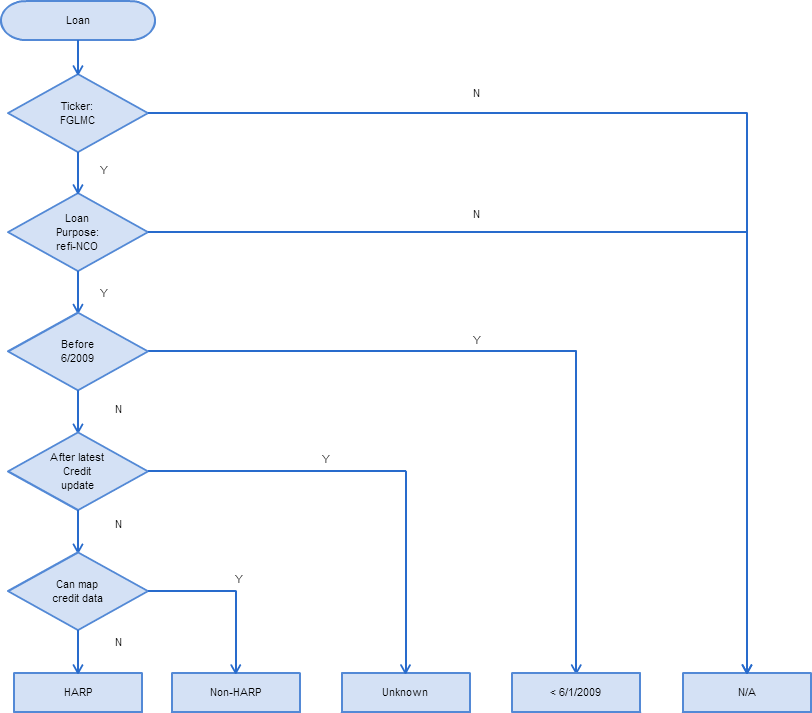 Loan
Ticker:
FGLMC
N
Y
Loan
Purpose:
refi-NCO
N
Y
Before
6/2009
Y
N
After latest
Credit
update
Y
N
Can map
credit data
Y
N
HARP
Non-HARP
Unknown
< 6/1/2009
N/A